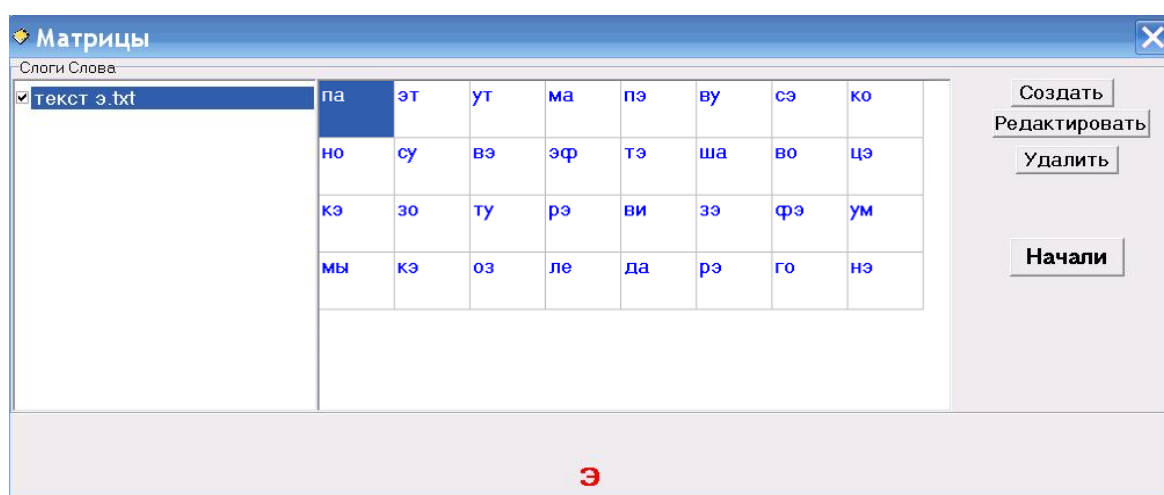 Матрицы
Слоги Слова
текст э.txt
па эт ут ма пэ ву сэ ко
но су вэ эф тэ ша во цэ
кэ зо ту рэ ви зэ фэ ум
мы кэ оз ле да рэ го нэ
Создать
Редактировать
Удалить
Начали
э